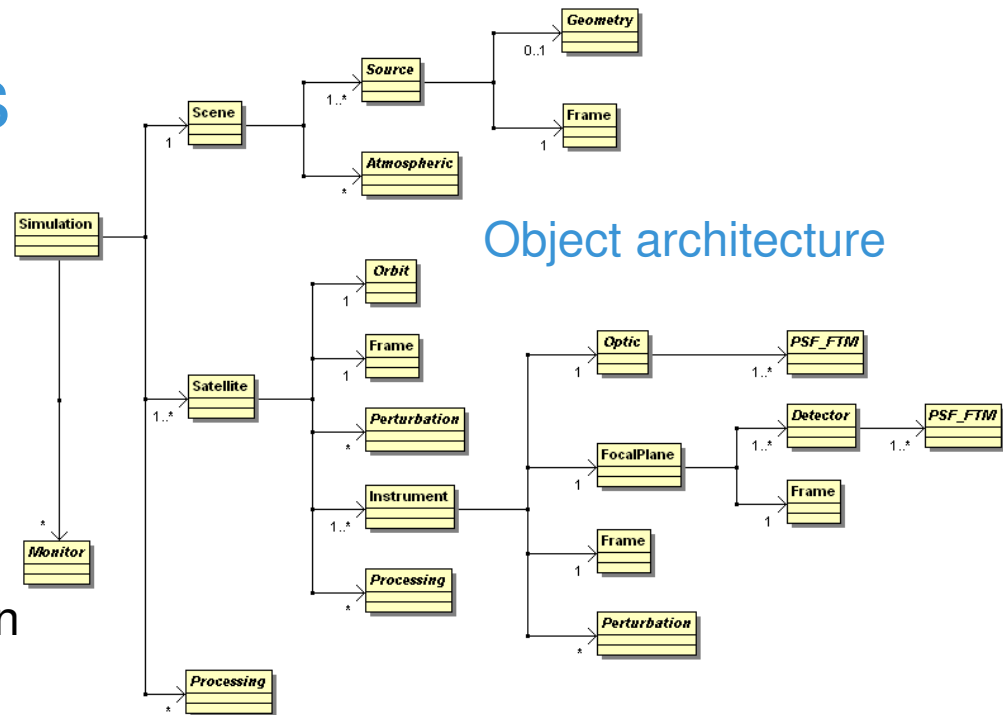 s
Object architecture
Simulation
*
Monitor
n
1
Scene
1..*
Source
*
Atmospheric
0..1
Geometry
1
Frame
1..*
Satellite
1
Orbit
1
Frame
*
Perturbation
1..*
Instrument
*
Processing
1
Optic
1..*
PSF_FTM
1
FocalPlane
1..*
Detector
1..*
PSF_FTM
1
Frame
1
Frame
*
Perturbation
*
Processing